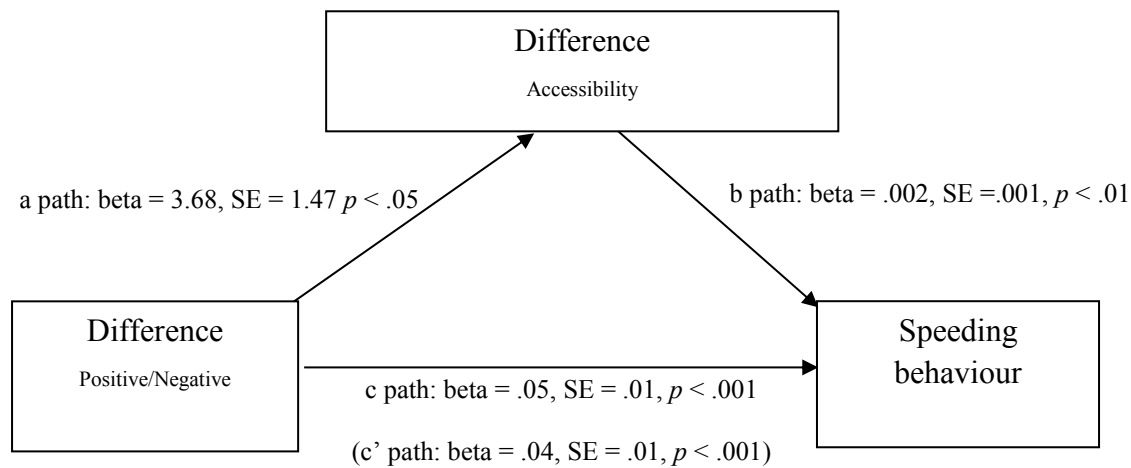 Difference
Accessibility
a path: beta = 3.68, SE = 1.47 p < .05
b path: beta = .002, SE =.001, p < .01
Difference
Positive/Negative
Speeding
behaviour
c path: beta = .05, SE = .01, p < .001
(c’ path: beta = .04, SE = .01, p < .001)